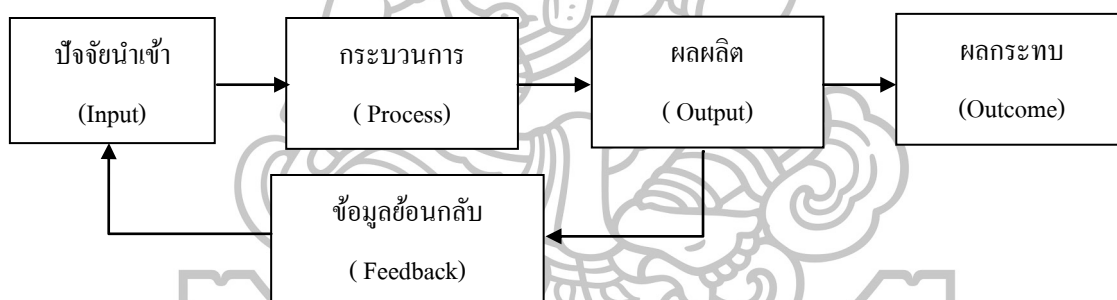 ปัจจัยนำเข้า
(Input)
กระบวนการ
( Process)
ผลผลิต
( Output)
ผลกระทบ
(Outcome)
ข้อมูลย้อนกลับ
( Feedback)